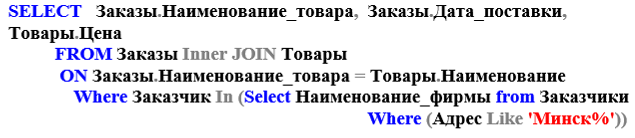 SELECT Заказы.Наименование_товара, Заказы.Дата_поставки,
Товары.Цена
FROM Заказы Inner JOIN Товары
ON Заказы.Наименование_товара = Товары.Наименование
Where Заказчик In (Select Наименование_фирмы from Заказчики
Where (Адрес Like 'Минск%'))